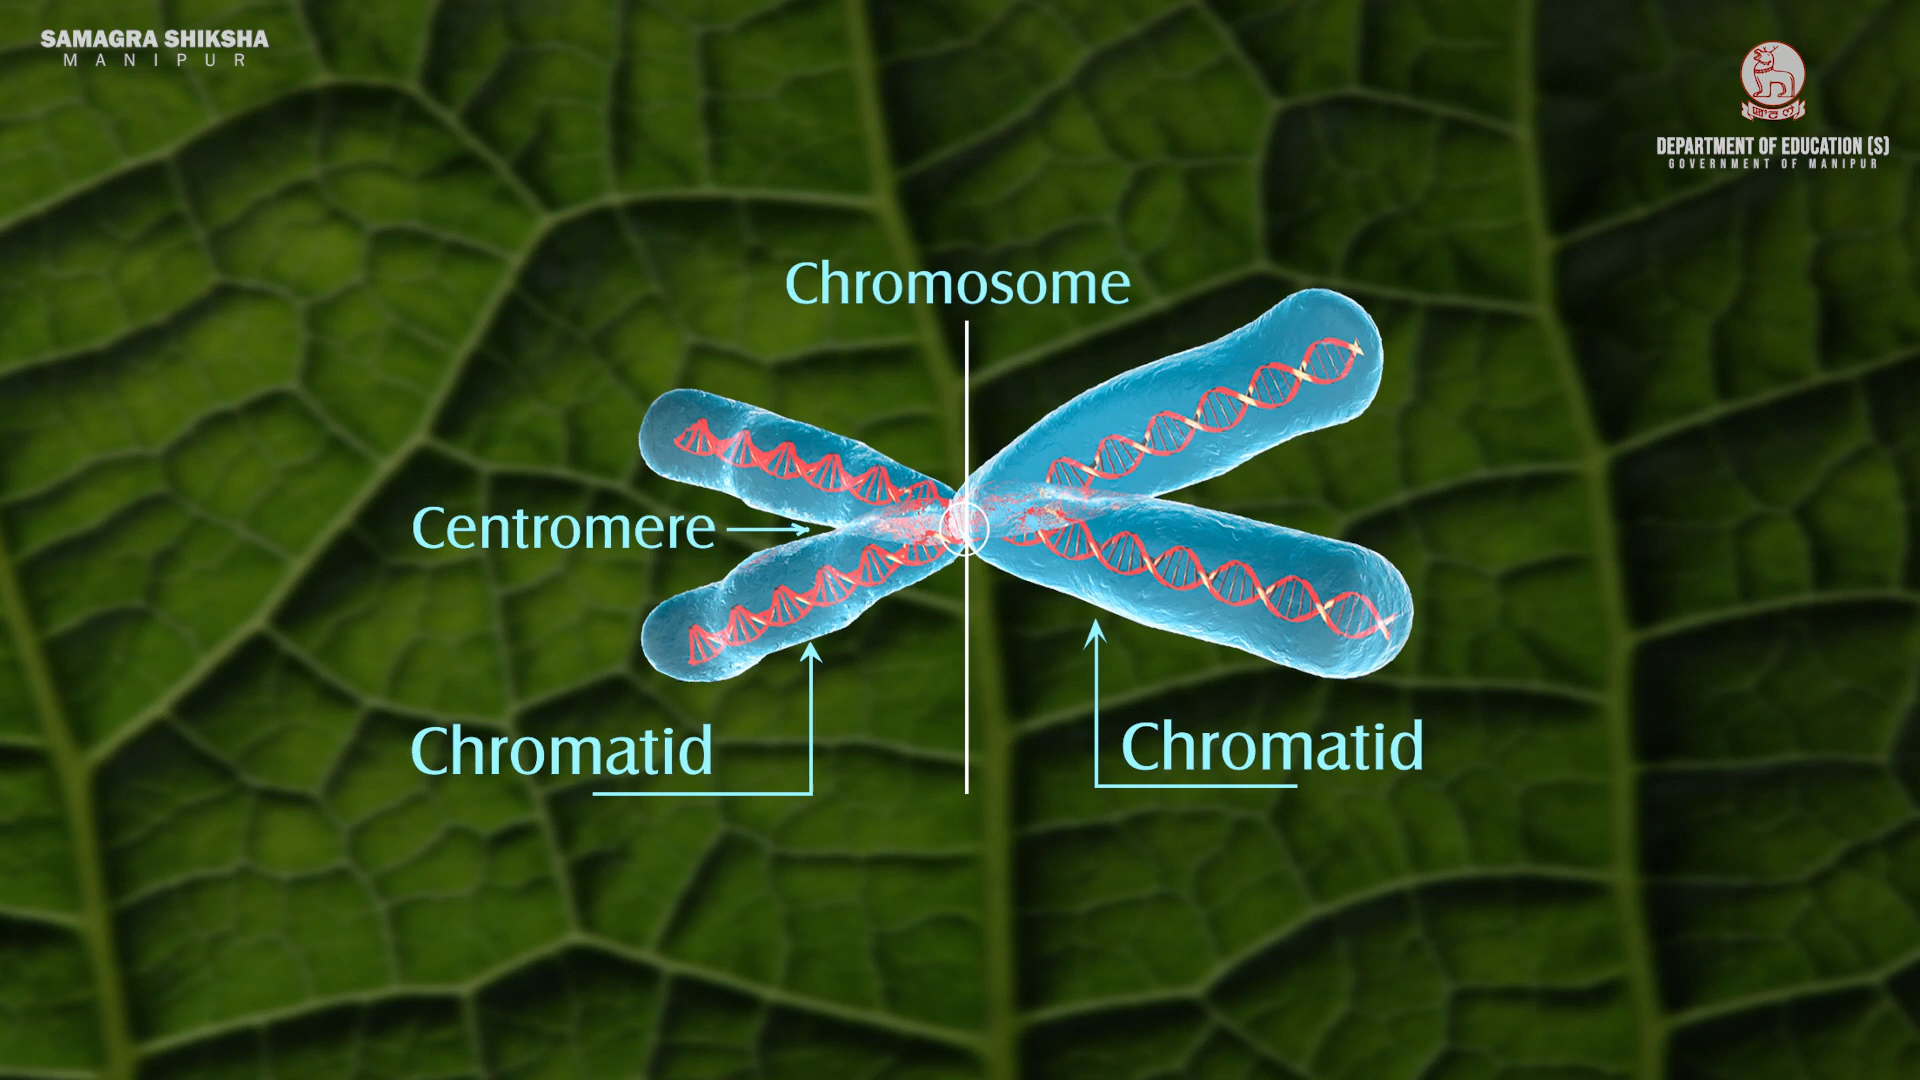 SAMAGRA SHIKSHA
MANIPUR
DEPARTMENT OF EDUCATION (S)
GOVERNMENT OF MANIPUR
Chromosome
Centromere
Chromatid
Chromatid